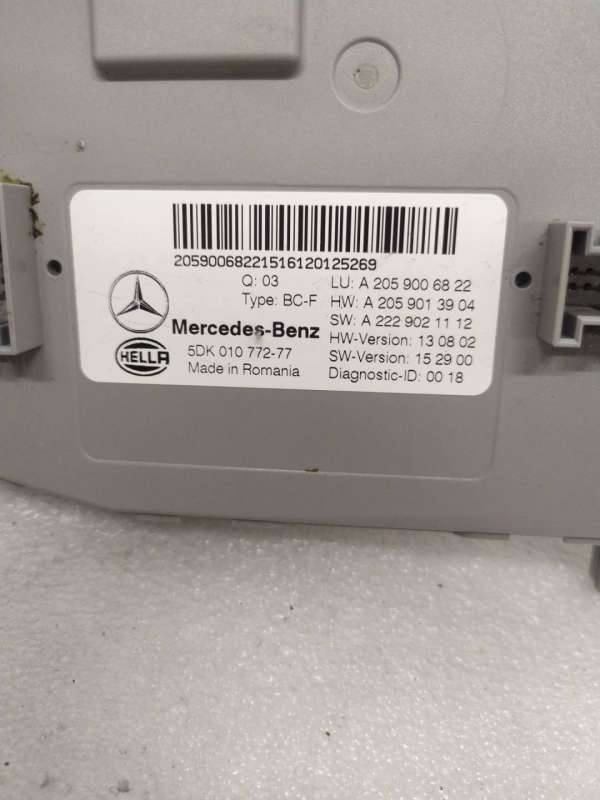 20590068221516120125269
Q: 03
Type: BC-F
LU: A 205 900 68 22
HW: A 205 901 39 04
SW: A 222 902 11 12
HW-Version: 13 08 02
SW-Version: 15 29 00
Diagnostic-ID: 00 18
Mercedes-Benz
HELLA
5DK 010 772-77
Made in Romania